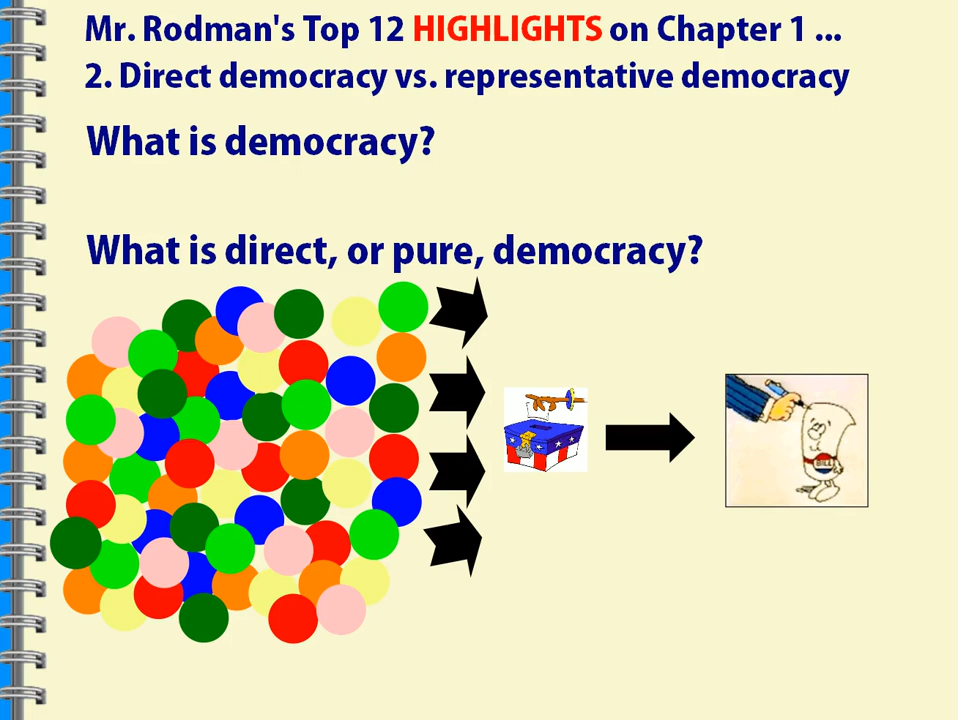 Mr. Rodman's Top 12 HIGHLIGHTS on Chapter 1 ...
2. Direct democracy vs. representative democracy
What is democracy?
What is direct, or pure, democracy?
BILL